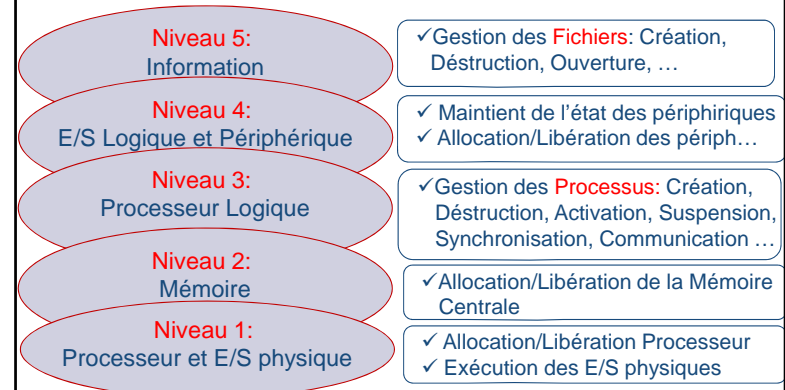 Niveau 5:
Information
✓Gestion des Fichiers: Création,
Déstruction, Ouverture, …
Niveau 4:
E/S Logique et Périphérique
✓ Maintient de l'état des périphiriques
✓ Allocation/Libération des périph…
Niveau 3:
Processeur Logique
✓Gestion des Processus: Création,
Déstruction, Activation, Suspension,
Synchronisation, Communication …
Niveau 2:
Mémoire
✓Allocation/Libération de la Mémoire
Centrale
Niveau 1:
Processeur et E/S physique
✓ Allocation/Libération Processeur
✓ Exécution des E/S physiques